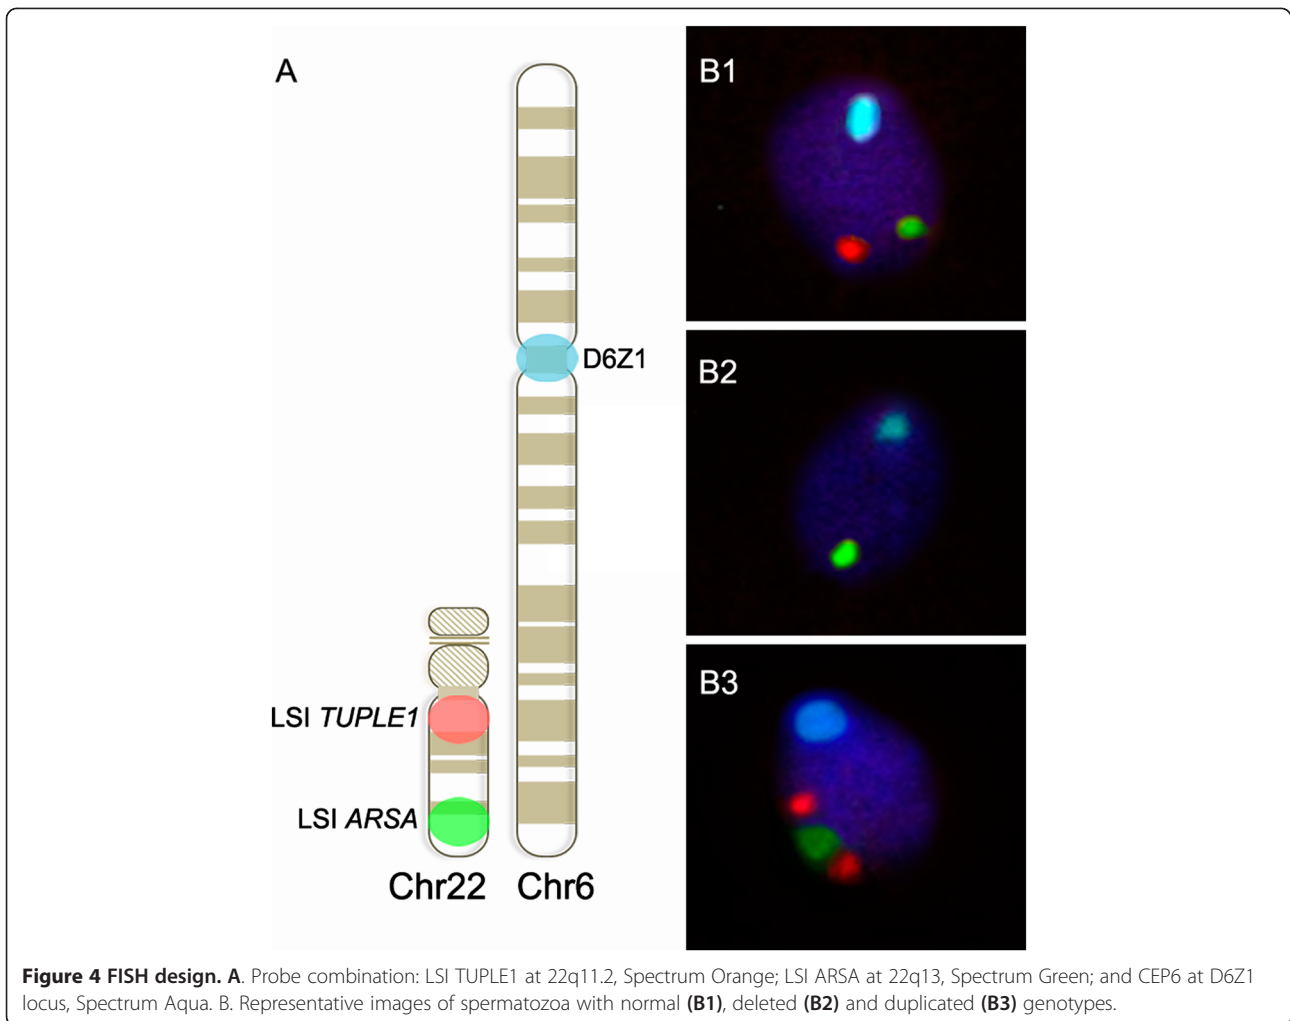 A
B1
D6Z1
B2
LSI TUPLE1
B3
LSI ARSA
Chr22 Chr6
Figure 4 FISH design. A. Probe combination: LSI TUPLE1 at 22q11.2, Spectrum Orange; LSI ARSA at 22q13, Spectrum Green; and CEP6 at D6Z1
locus, Spectrum Aqua. B. Representative images of spermatozoa with normal (B1), deleted (B2) and duplicated (B3) genotypes.